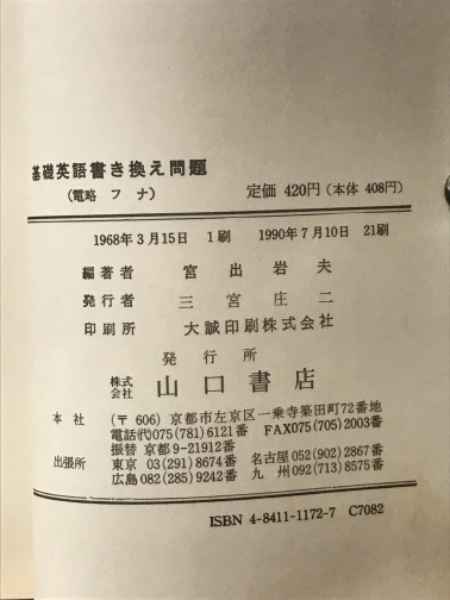 基礎英語書き換え問題
(電略 フナ) 定価 420円 (本体 408円)
1968年3月15日 1刷 1990年7月10日 21刷
編著者 宮出岩夫
発行者 三宮庄二
印刷所 大誠印刷株式会社
発行所
株式会社 山口書店
本社 (〒 606) 京都市左京区一乗寺築田町72番地
電話(代)075(781)6121番 FAX075(705)2003番
振替 京都9-21912番
出張所 東京 03(291)8674番 名古屋052(902)2867番
広島082(285)9242番 九州092(713)8575番
ISBN 4-8411-1172-7 C7082